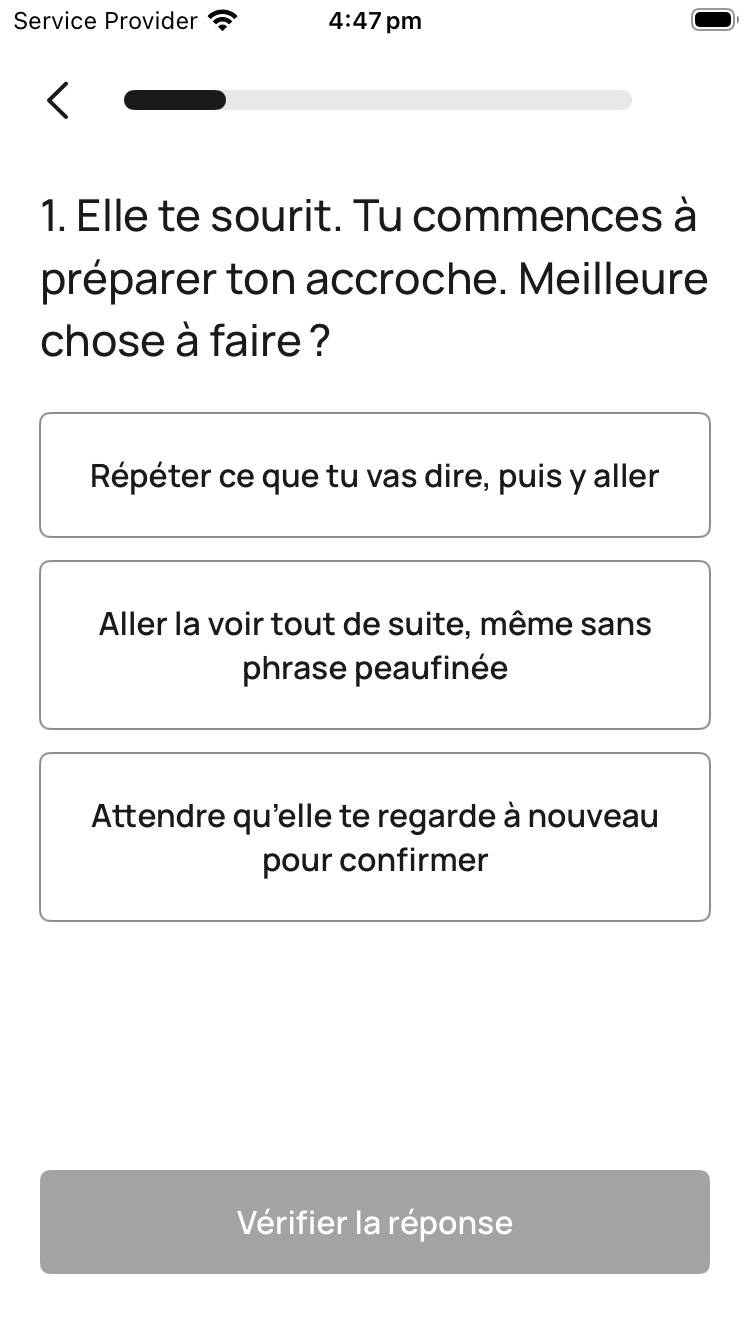 Service Provider 4:47 pm
1. Elle te sourit. Tu commences à
préparer ton accroche. Meilleure
chose à faire ?
Répéter ce que tu vas dire, puis y aller
Aller la voir tout de suite, même sans
phrase peaufinée
Attendre qu’elle te regarde à nouveau
pour confirmer
Vérifier la réponse